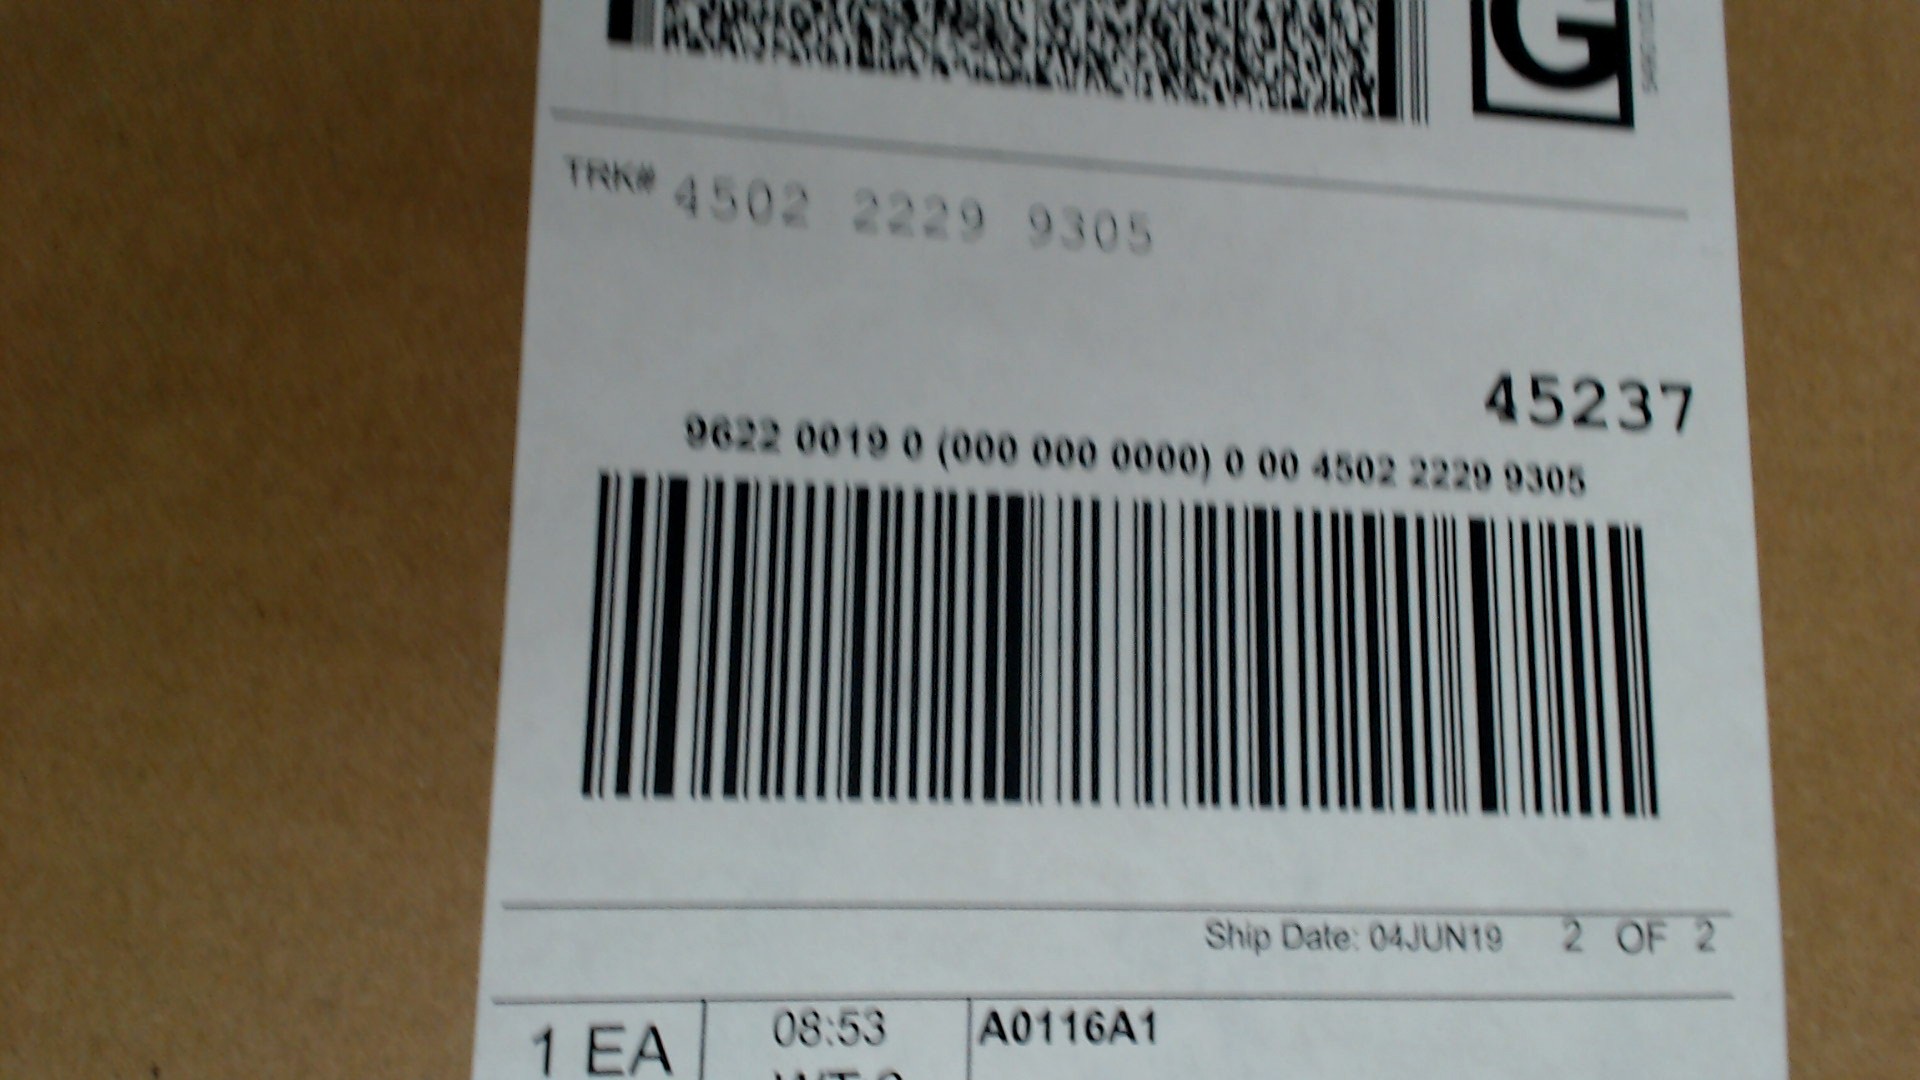 G
TRK# 4502 2229 9305
45237
9622 0019 0 (000 000 0000) 0 00 4502 2229 9305
Ship Date: 04JUN19 2 OF 2
1 EA
08:53
A0116A1